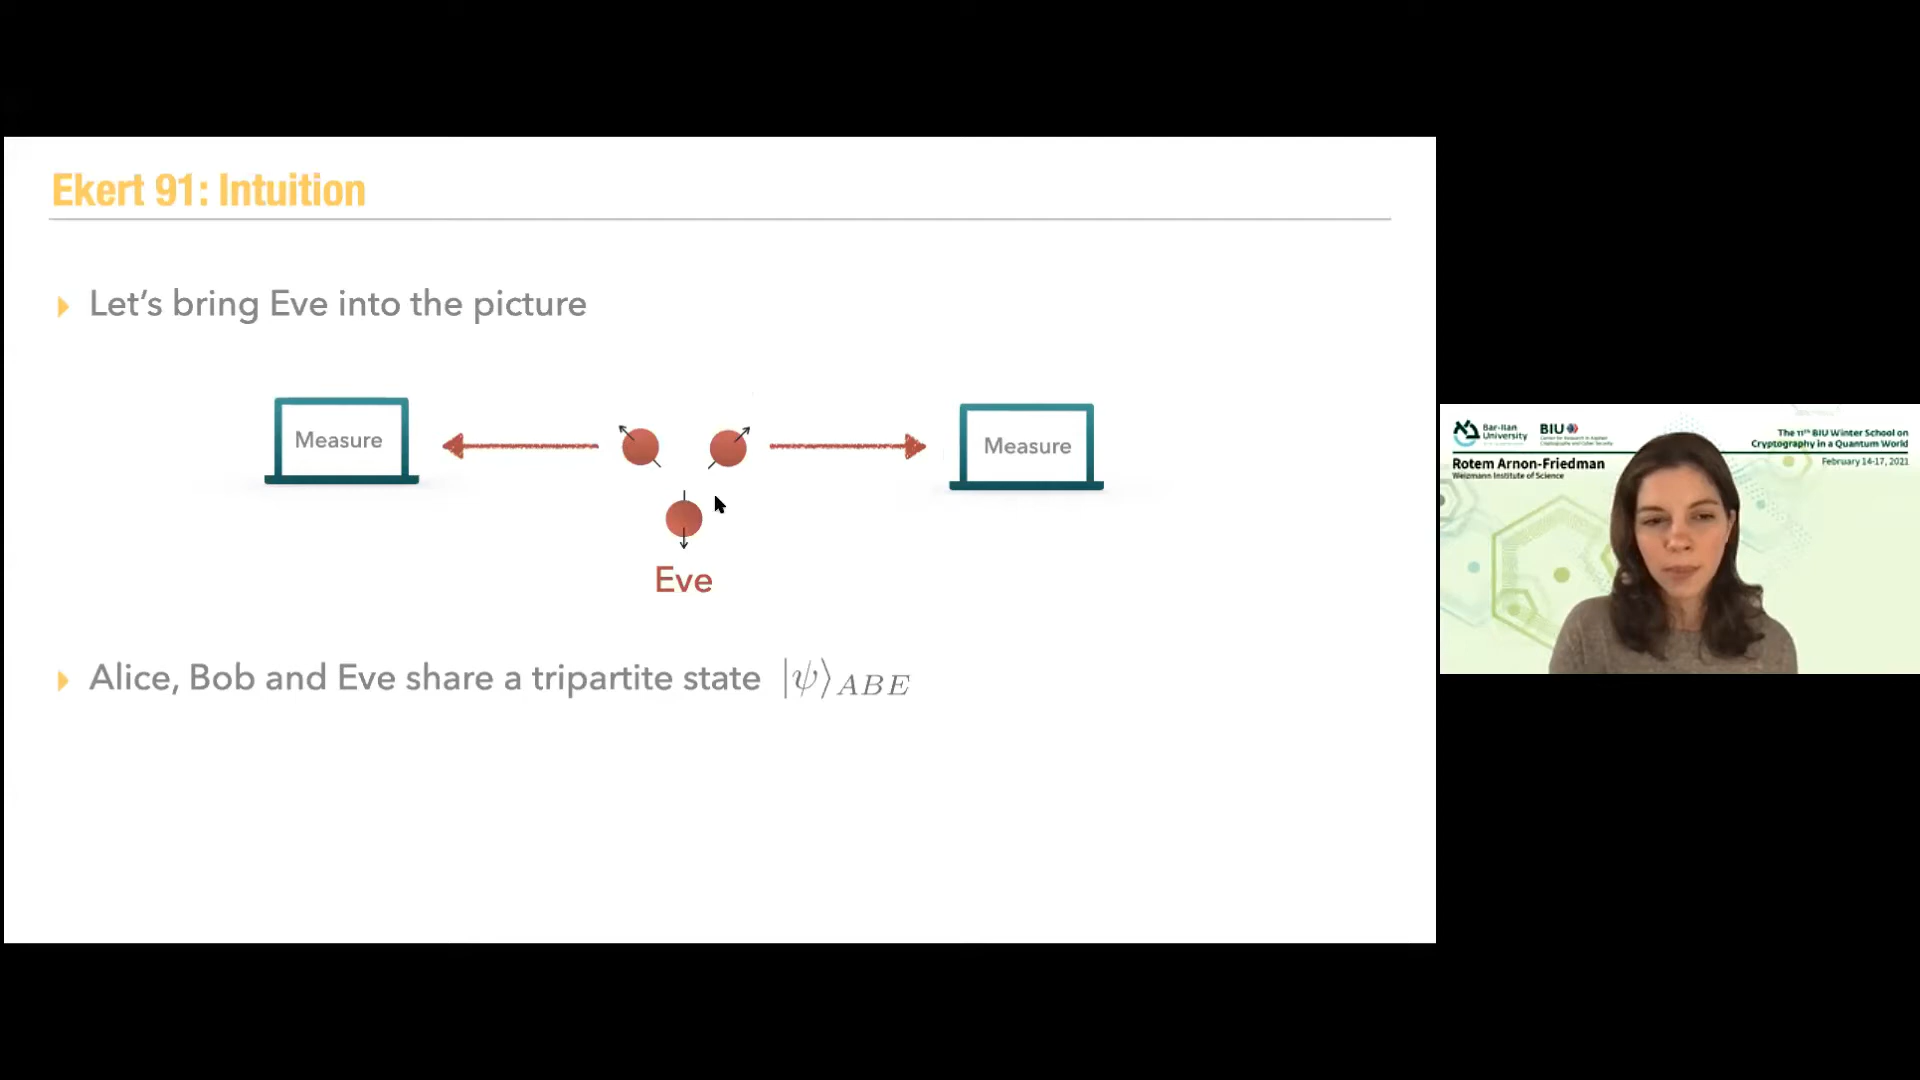 Ekert 91: Intuition
Let's bring Eve into the picture
Measure
Measure
Eve
Alice, Bob and Eve share a tripartite state |ψ⟩ABE
Bar-Ilan
University
BIU
The 11th BIU Winter School on
Cryptography in a Quantum World
February 14-17, 2021
Rotem Arnon-Friedman
Weizmann Institute of Science